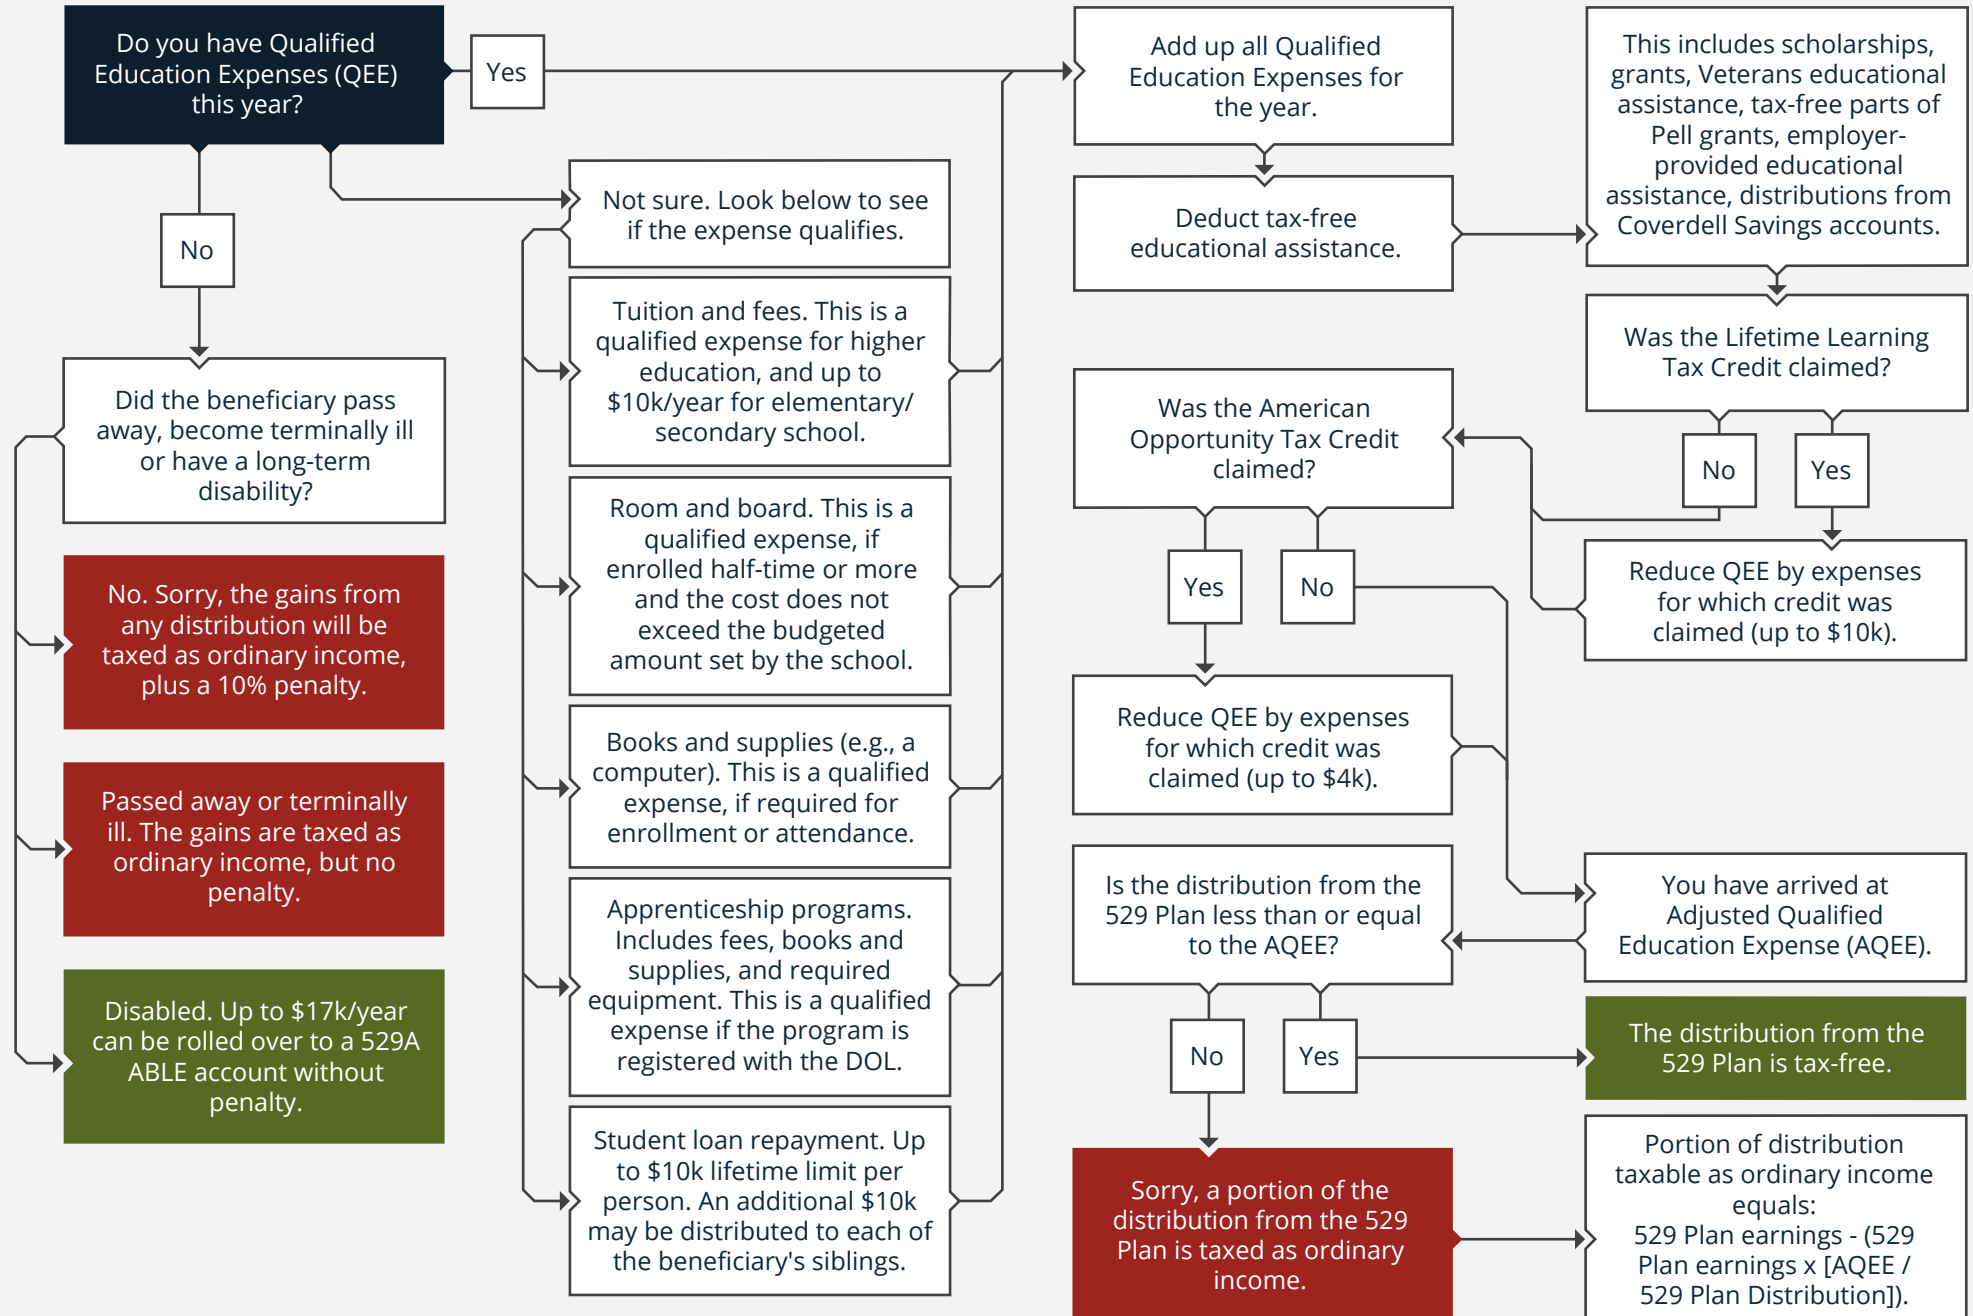 Do you have Qualified
Education Expenses (QEE)
this year?
Yes
No
Did the beneficiary pass
away, become terminally ill
or have a long-term
disability?
No. Sorry, the gains from
any distribution will be
taxed as ordinary income,
plus a 10% penalty.
Passed away or terminally
ill. The gains are taxed as
ordinary income, but no
penalty.
Disabled. Up to $17k/year
can be rolled over to a 529A
ABLE account without
penalty.
Not sure. Look below to see
if the expense qualifies.
Tuition and fees. This is a
qualified expense for higher
education, and up to
$10k/year for elementary/
secondary school.
Room and board. This is a
qualified expense, if
enrolled half-time or more
and the cost does not
exceed the budgeted
amount set by the school.
Books and supplies (e.g., a
computer). This is a qualified
expense, if required for
enrollment or attendance.
Apprenticeship programs.
Includes fees, books and
supplies, and required
equipment. This is a qualified
expense if the program is
registered with the DOL.
Student loan repayment. Up
to $10k lifetime limit per
person. An additional $10k
may be distributed to each of
the beneficiary's siblings.
Add up all Qualified
Education Expenses for
the year.
Deduct tax-free
educational assistance.
This includes scholarships,
grants, Veterans educational
assistance, tax-free parts of
Pell grants, employer-
provided educational
assistance, distributions from
Coverdell Savings accounts.
Was the Lifetime Learning
Tax Credit claimed?
No
Yes
Reduce QEE by expenses
for which credit was
claimed (up to $10k).
Was the American
Opportunity Tax Credit
claimed?
Yes
No
Reduce QEE by expenses
for which credit was
claimed (up to $4k).
You have arrived at
Adjusted Qualified
Education Expense (AQEE).
Is the distribution from the
529 Plan less than or equal
to the AQEE?
No
Yes
The distribution from the
529 Plan is tax-free.
Sorry, a portion of the
distribution from the 529
Plan is taxed as ordinary
income.
Portion of distribution
taxable as ordinary income
equals:
529 Plan earnings - (529
Plan earnings x [AQEE /
529 Plan Distribution]).